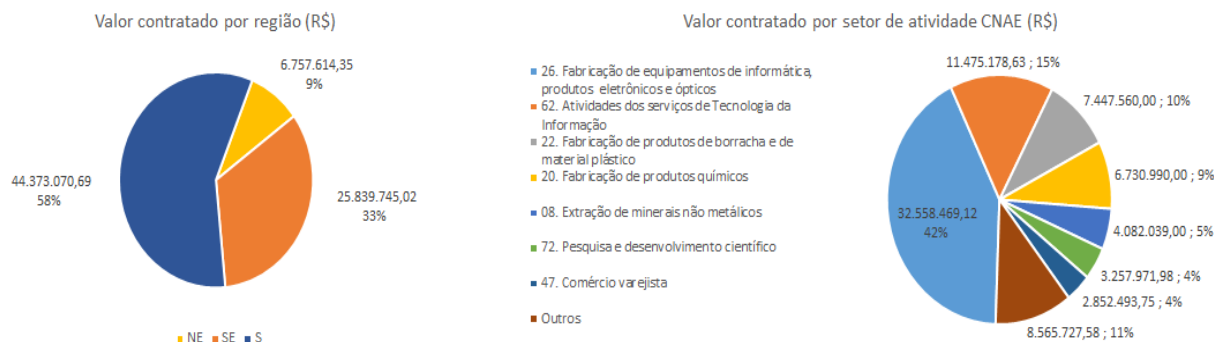 Valor contratado por região (R$)
6.757.614,35
9%
44.373.070,69
58%
25.839.745,02
33%
NE SE S
Valor contratado por setor de atividade CNAE (R$)
26. Fabricação de equipamentos de informática,
produtos eletrônicos e ópticos
62. Atividades dos serviços de Tecnologia da
Informação
22. Fabricação de produtos de borracha e de
material plástico
20. Fabricação de produtos químicos
08. Extração de minerais não metálicos
72. Pesquisa e desenvolvimento científico
47. Comércio varejista
Outros
11.475.178,63 ; 15%
7.447.560,00 ; 10%
6.730.990,00 ; 9%
32.558.469,12
42%
4.082.039,00 ; 5%
3.257.971,98 ; 4%
2.852.493,75 ; 4%
8.565.727,58 ; 11%